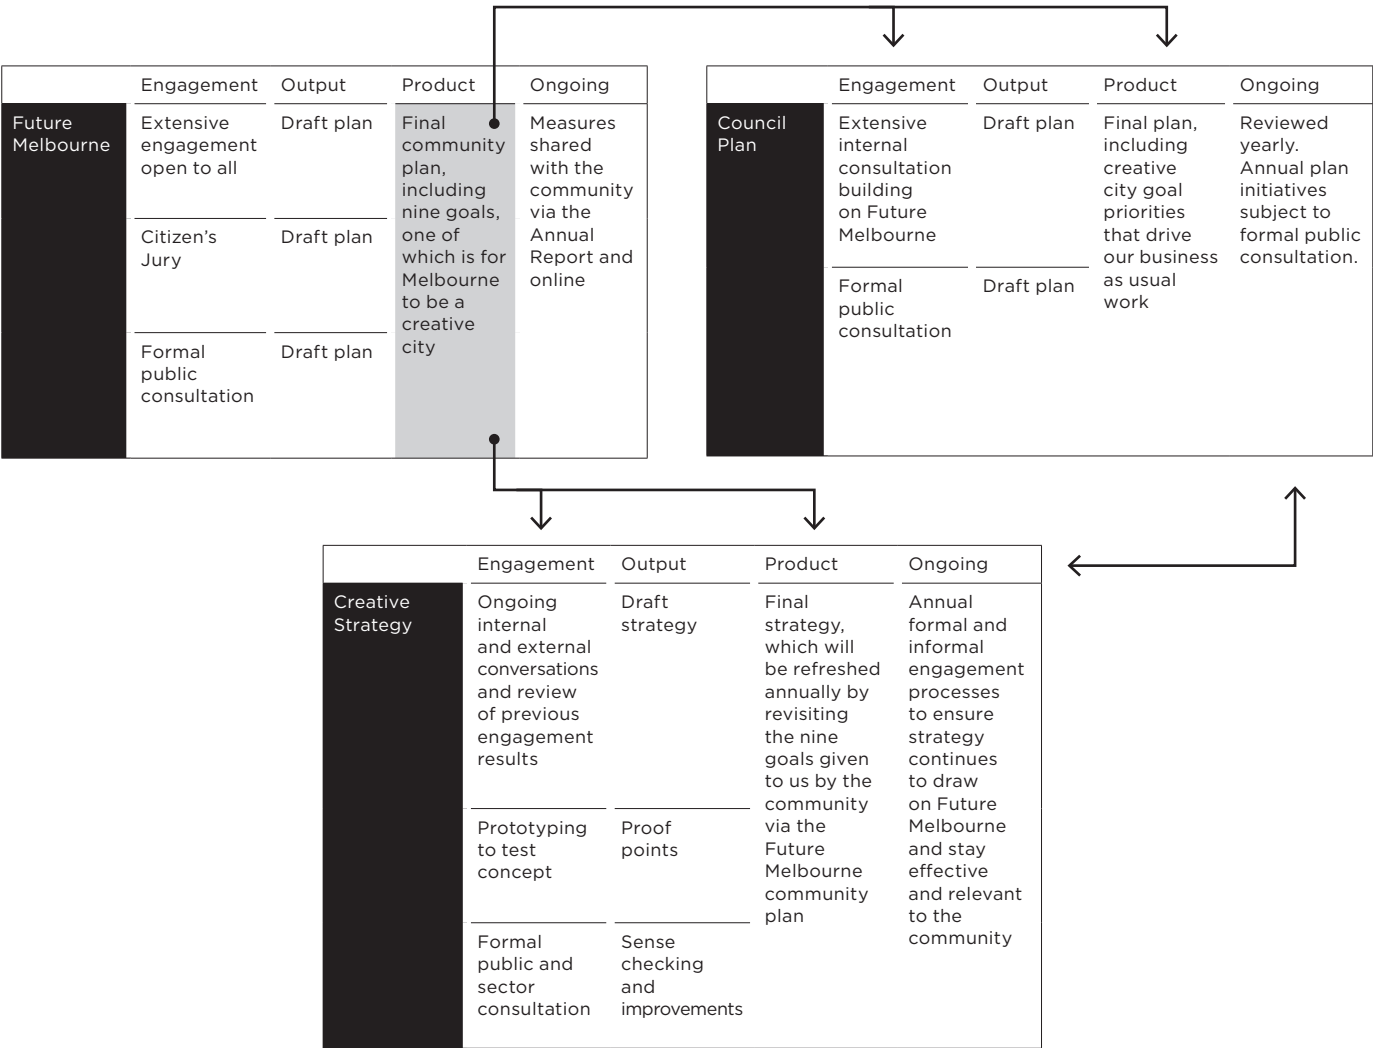 Engagement Output Product Ongoing
Future
Melbourne
Extensive
engagement
open to all
Draft plan
Citizen's
Jury
Draft plan
Formal
public
consultation
Draft plan
Final
community
plan,
including
nine goals,
one of
which is for
Melbourne
to be a
creative
city
Measures
shared
with the
community
via the
Annual
Report and
online
Engagement Output Product Ongoing
Council
Plan
Extensive
internal
consultation
building
on Future
Melbourne
Draft plan
Formal
public
consultation
Draft plan
Final plan,
including
creative
city goal
priorities
that drive
our business
as usual
work
Reviewed
yearly.
Annual plan
initiatives
subject to
formal public
consultation.
Engagement Output Product Ongoing
Creative
Strategy
Ongoing
internal
and external
conversations
and review
of previous
engagement
results
Draft
strategy
Prototyping
to test
concept
Proof
points
Formal
public and
sector
consultation
Sense
checking
and
improvements
Final
strategy,
which will
be refreshed
annually by
revisiting
the nine
goals given
to us by the
community
via the
Future
Melbourne
community
plan
Annual
formal and
informal
engagement
processes
to ensure
strategy
continues
to draw
on Future
Melbourne
and stay
effective
and relevant
to the
community